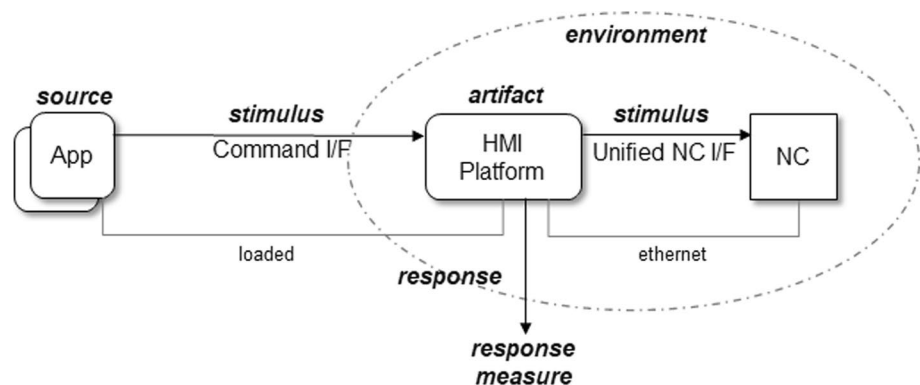 environment
source
artifact
stimulus
stimulus
App
Command I/F
HMI
Platform
Unified NC I/F
NC
loaded
ethernet
response
response
measure